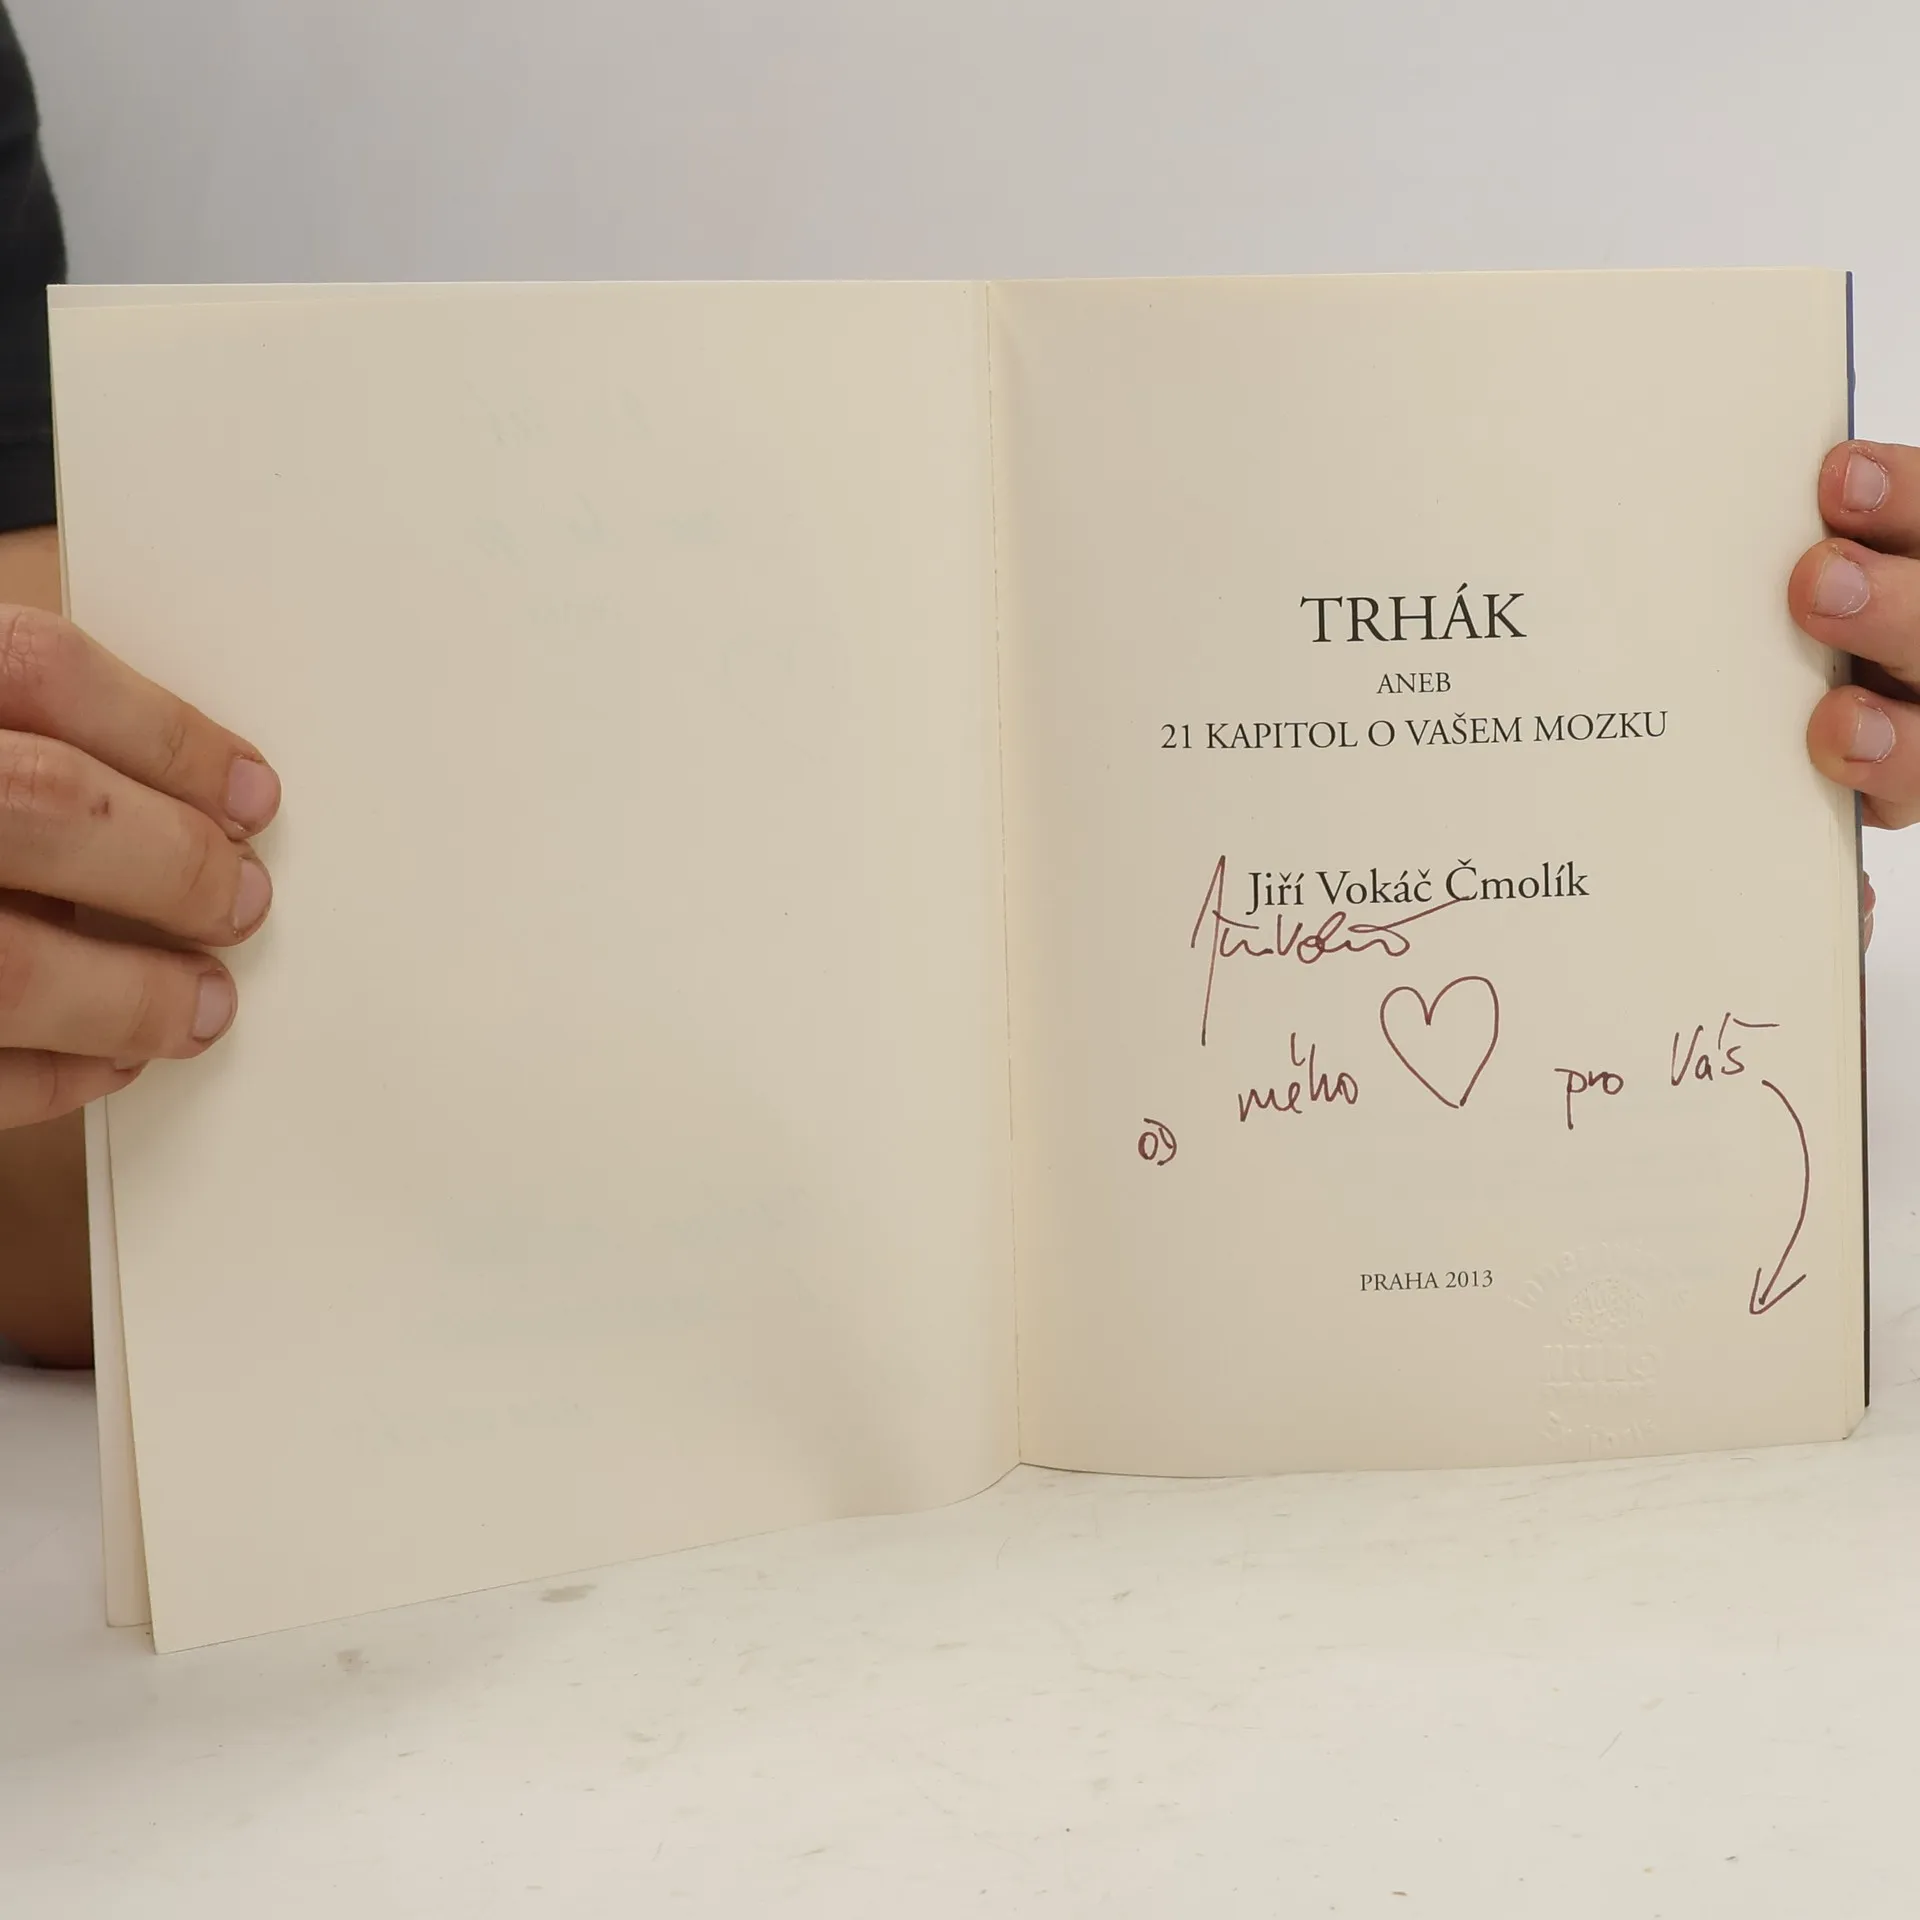 TRHÁK
ANEB
21 KAPITOL O VAŠEM MOZKU
Jiří Vokáč Čmolík
od mého pro Váš
PRAHA 2013